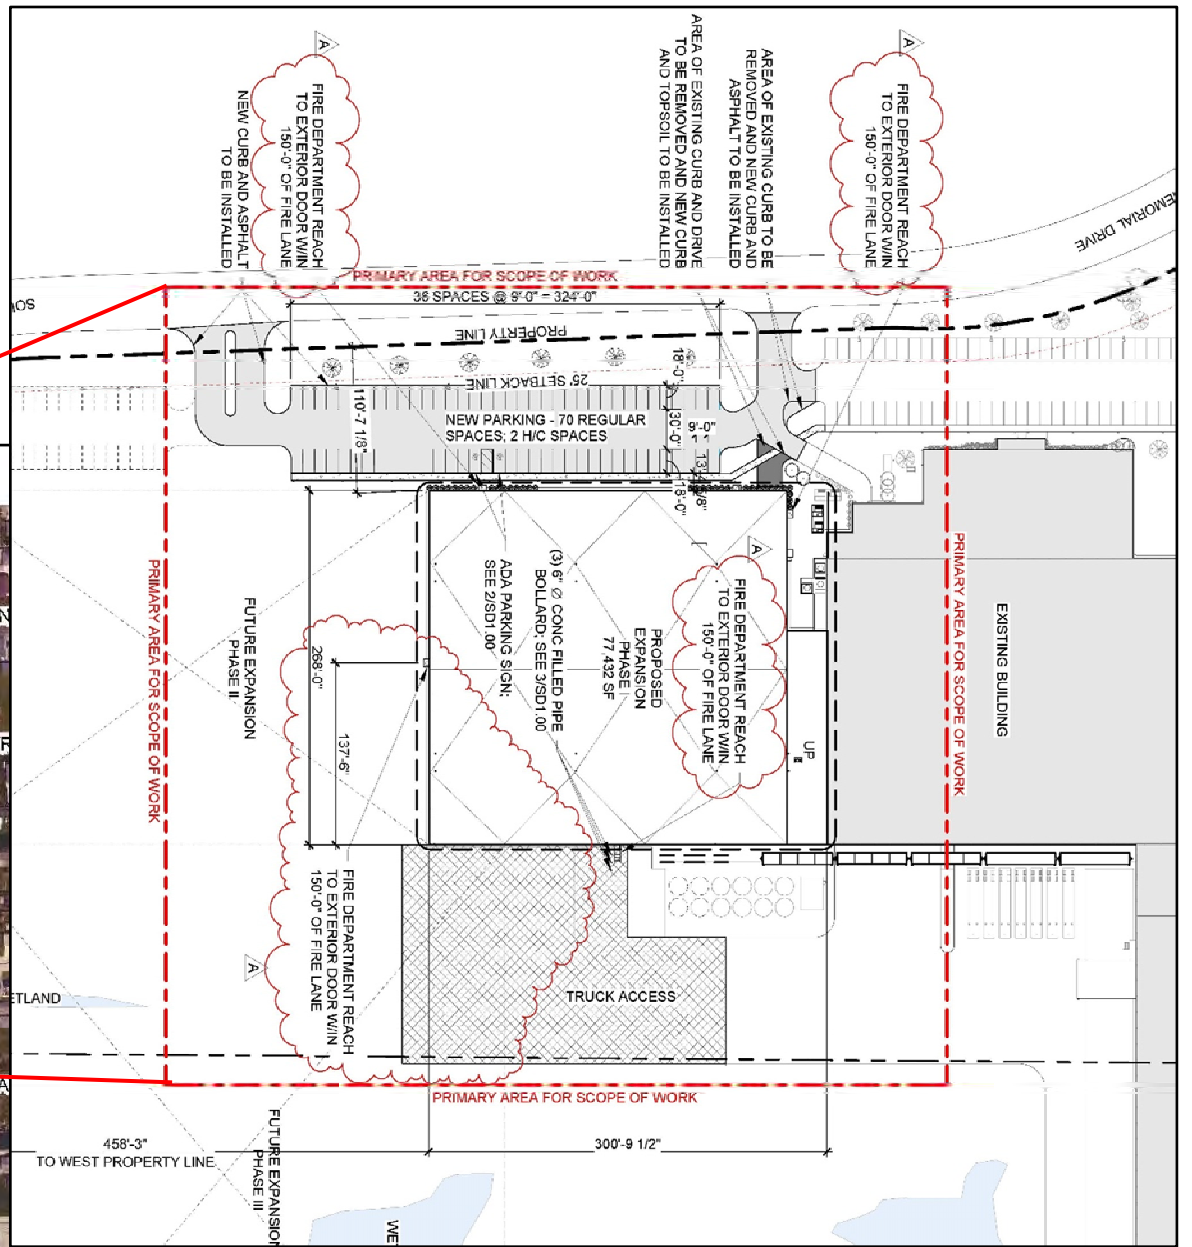 A
FIRE DEPARTMENT REACH
TO EXTERIOR DOOR W/IN
150'-0" OF FIRE LANE
NEW CURB AND ASPHALT
TO BE INSTALLED
AREA OF EXISTING CURB AND DRIVE
TO BE REMOVED AND NEW CURB
AND TOPSOIL TO BE INSTALLED
AREA OF EXISTING CURB TO BE
REMOVED AND NEW CURB AND
ASPHALT TO BE INSTALLED
A
FIRE DEPARTMENT REACH
TO EXTERIOR DOOR W/IN
150'-0" OF FIRE LANE
EMORIAL DRIVE
PRIMARY AREA FOR SCOPE OF WORK
36 SPACES @ 9'-0" = 324'-0"
SO
PROPERTY LINE
25' SETBACK LINE
110'-7 1/8"
NEW PARKING - 70 REGULAR
SPACES; 2 H/C SPACES
18'-0"
30'-0"
9'-0"
18'-0"
PRIMARY AREA FOR SCOPE OF WORK
FUTURE EXPANSION
PHASE II
268'-0"
137'-6"
ADA PARKING SIGN;
SEE 2/SD1.00
(3) 6" Ø CONC FILLED PIPE
BOLLARD; SEE 3/SD1.00
PROPOSED
EXPANSION
PHASE I
77,432 SF
A
FIRE DEPARTMENT REACH
TO EXTERIOR DOOR W/IN
150'-0" OF FIRE LANE
UP
EXISTING BUILDING
PRIMARY AREA FOR SCOPE OF WORK
A
FIRE DEPARTMENT REACH
TO EXTERIOR DOOR W/IN
150'-0" OF FIRE LANE
TRUCK ACCESS
ETLAND
PRIMARY AREA FOR SCOPE OF WORK
458'-3"
TO WEST PROPERTY LINE
FUTURE EXPANSION
PHASE III
300'-9 1/2"
WET